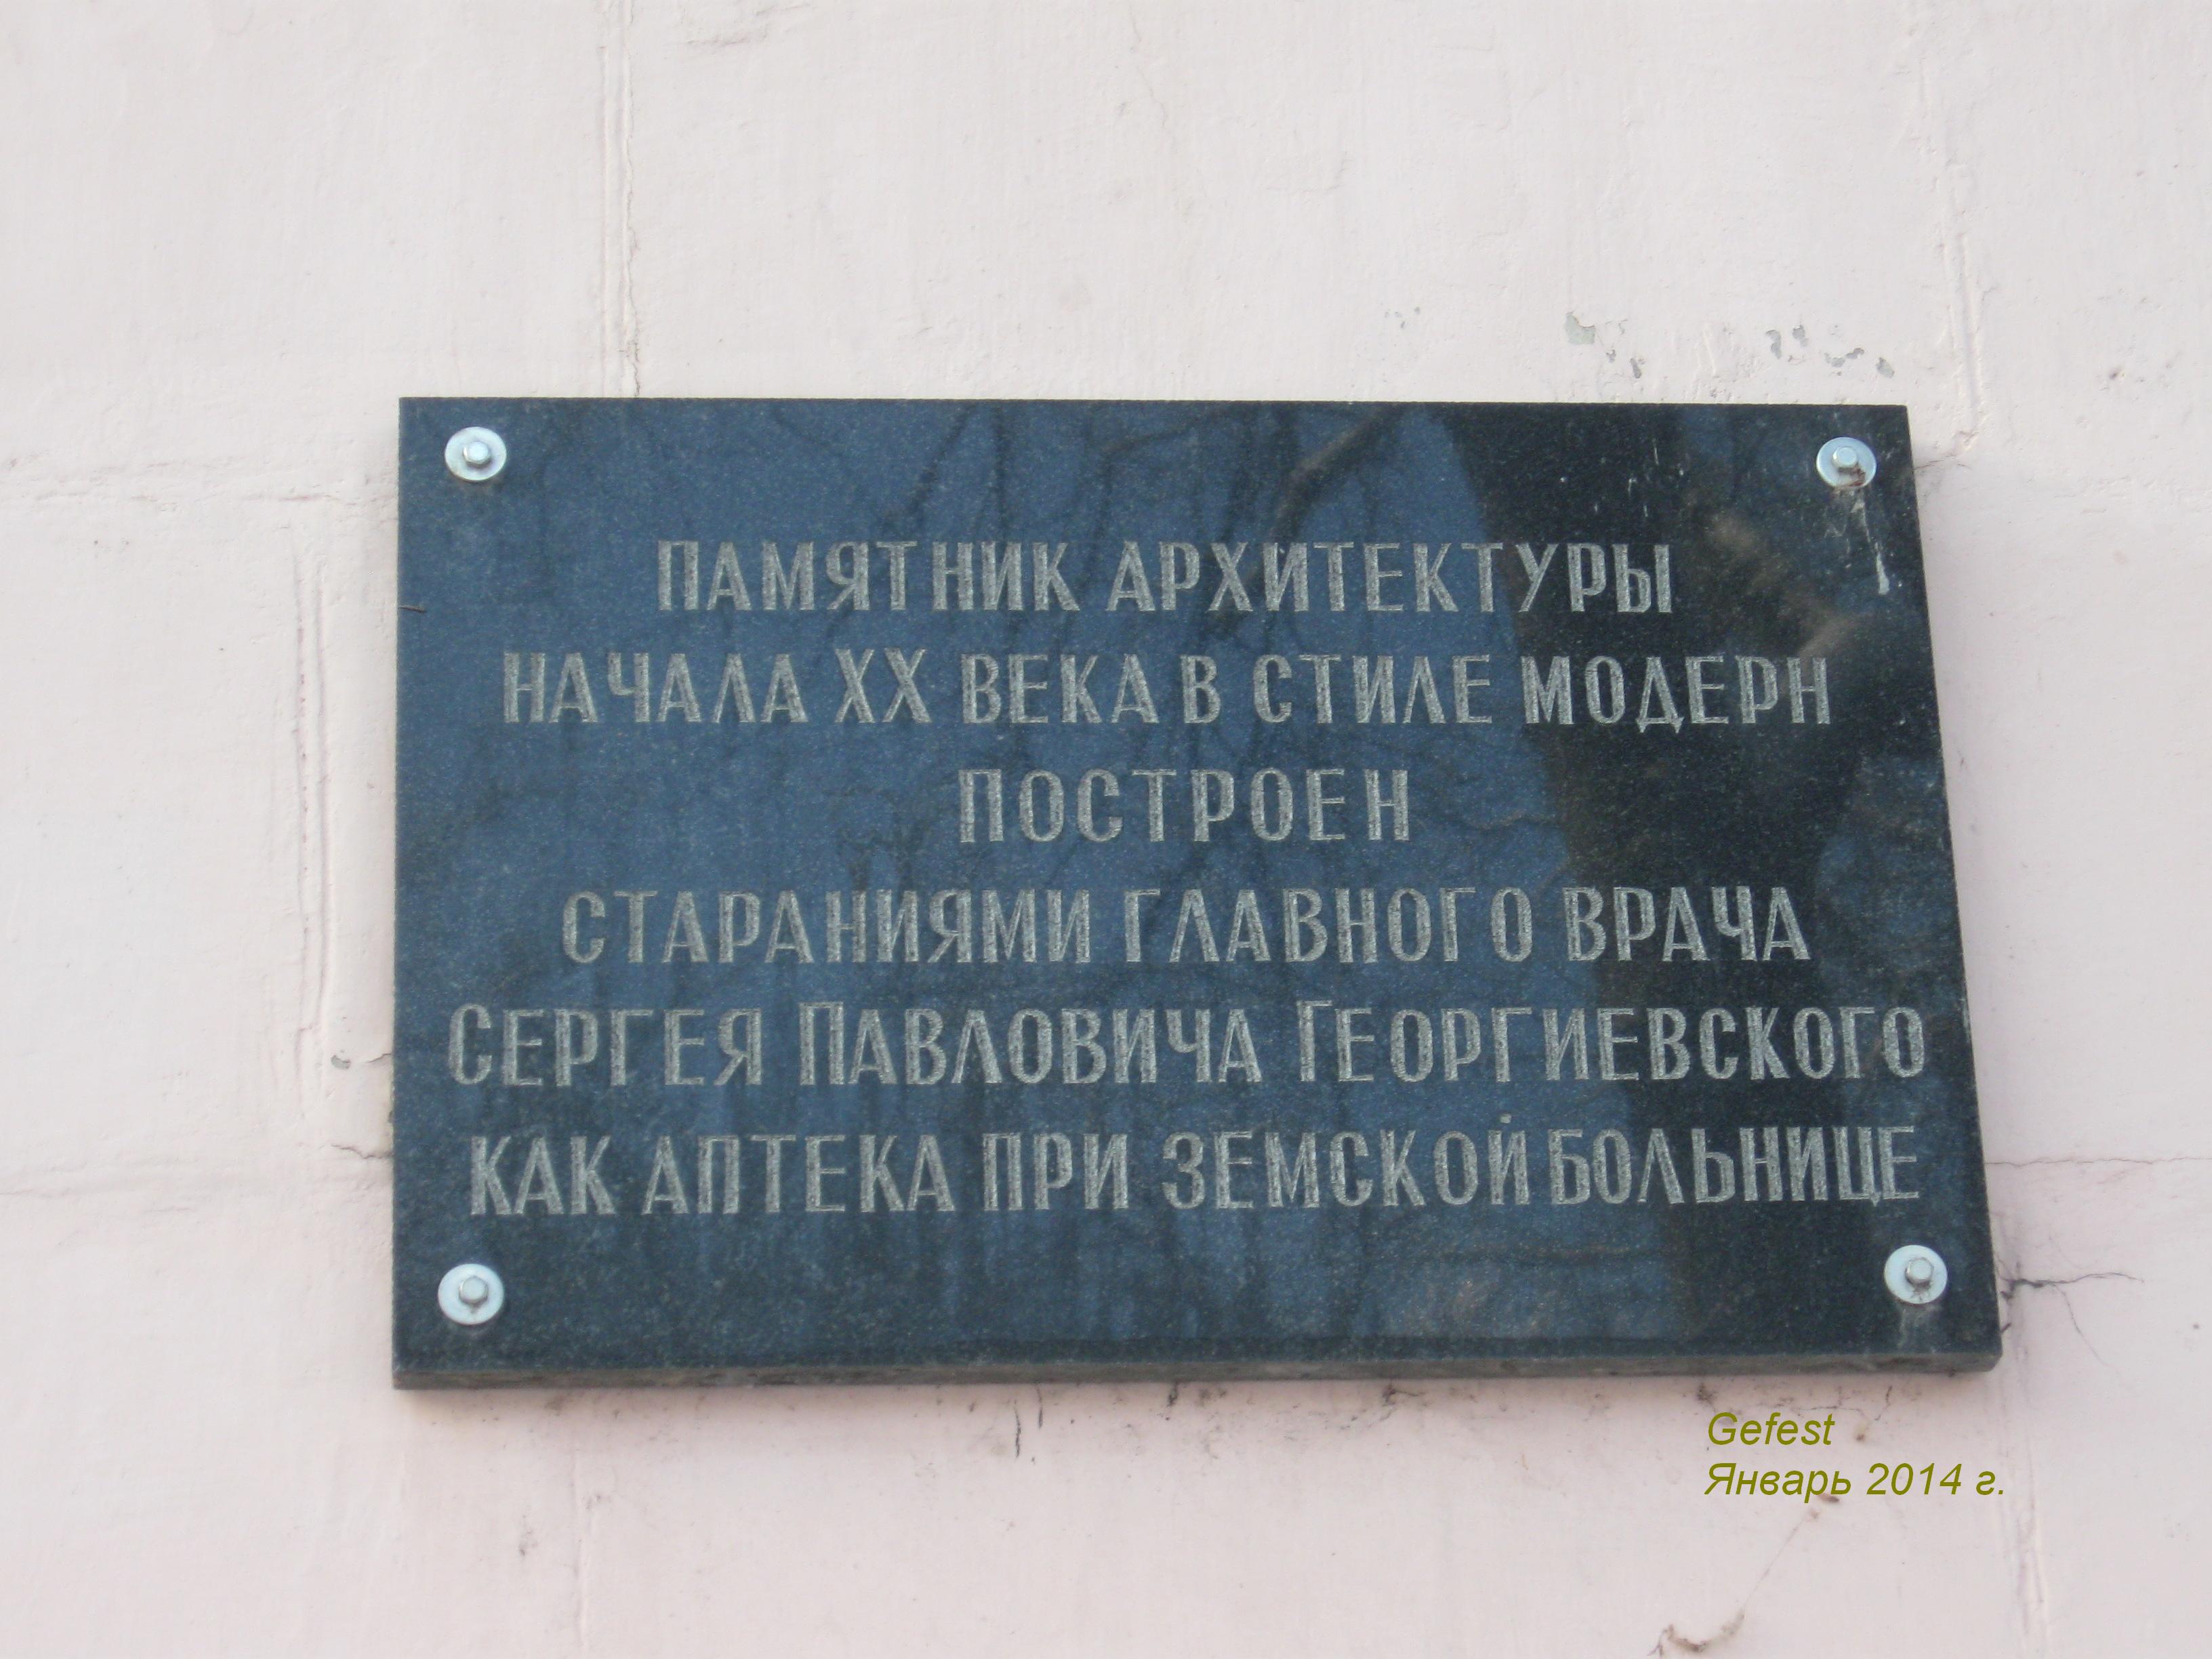 ПАМЯТНИК АРХИТЕКТУРЫ
НАЧАЛА XX ВЕКА В СТИЛЕ МОДЕРН
ПОСТРОЕН
СТАРАНИЯМИ ГЛАВНОГО ВРАЧА
СЕРГЕЯ ПАВЛОВИЧА ГЕОРГИЕВСКОГО
КАК АПТЕКА ПРИ ЗЕМСКОЙ БОЛЬНИЦЕ
Gefest
Январь 2014 г.